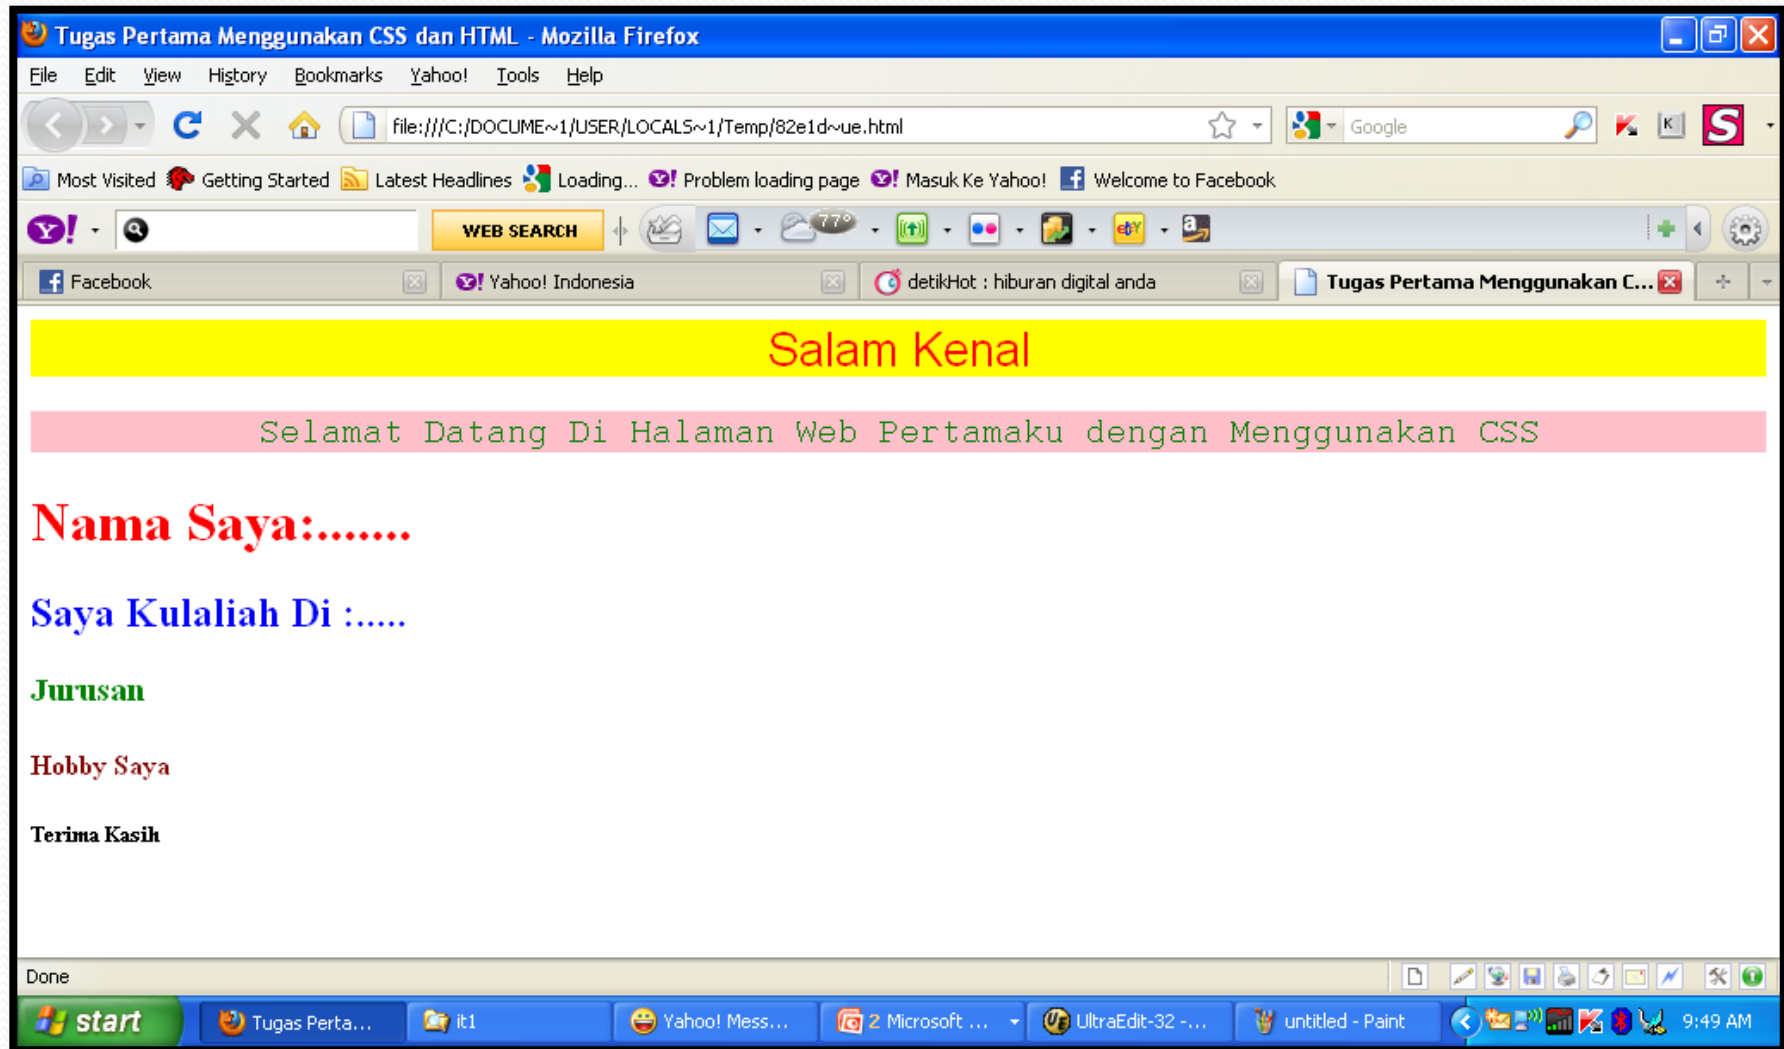 Tugas Pertama Menggunakan CSS dan HTML - Mozilla Firefox
File Edit View History Bookmarks Yahoo! Tools Help
file:///C:/DOCUME~1/USER/LOCALS~1/Temp/82e1d~ue.html Google K S
Most Visited Getting Started Latest Headlines Loading... Y! Problem loading page Y! Masuk Ke Yahoo! f Welcome to Facebook
Y! WEB SEARCH 77° ebY a
f Facebook Y! Yahoo! Indonesia detikHot : hiburan digital anda Tugas Pertama Menggunakan C...
Salam Kenal
Selamat Datang Di Halaman Web Pertamaku dengan Menggunakan CSS
Nama Saya:.......
Saya Kulaliah Di :.....
Jurusan
Hobby Saya
Terima Kasih
Done
start Tugas Perta... it1 Yahoo! Mess... 2 Microsoft ... UltraEdit-32 -... untitled - Paint 9:49 AM